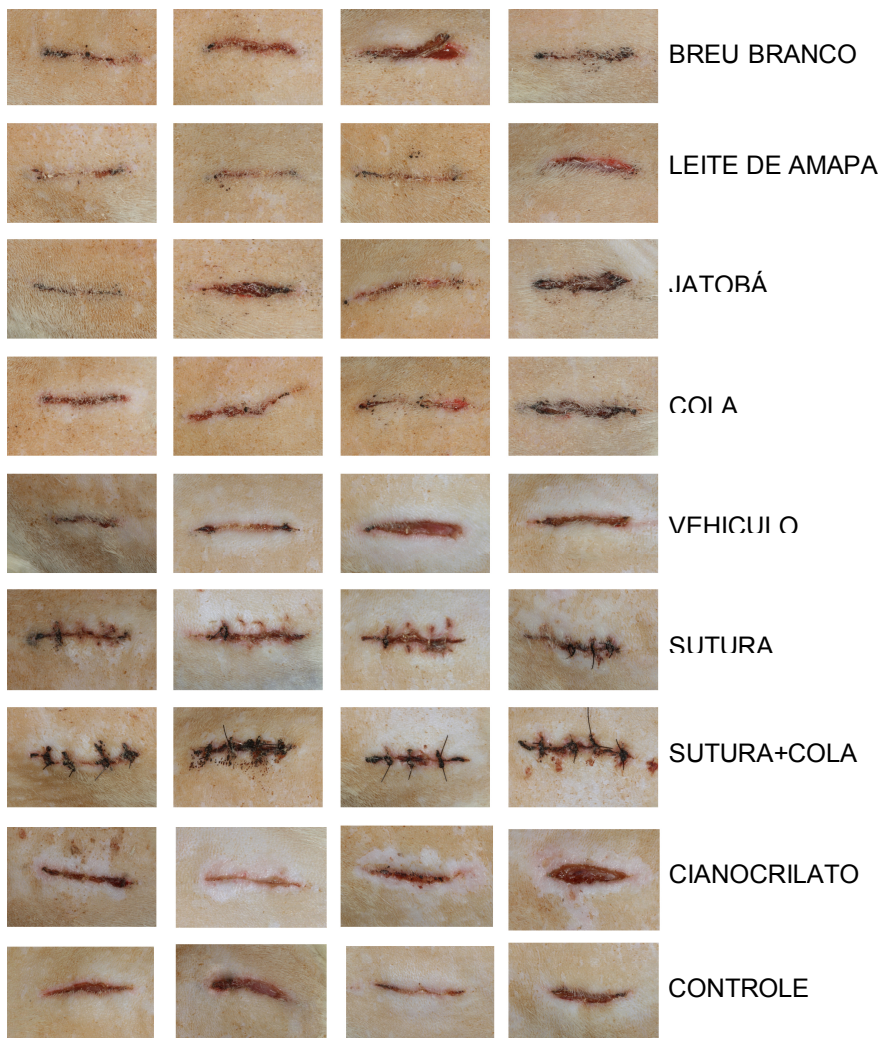 BREU BRANCO
LEITE DE AMAPA
JATOBÁ
COLA
VEHICULO
SUTURA
SUTURA+COLA
CIANOCRILATO
CONTROLE